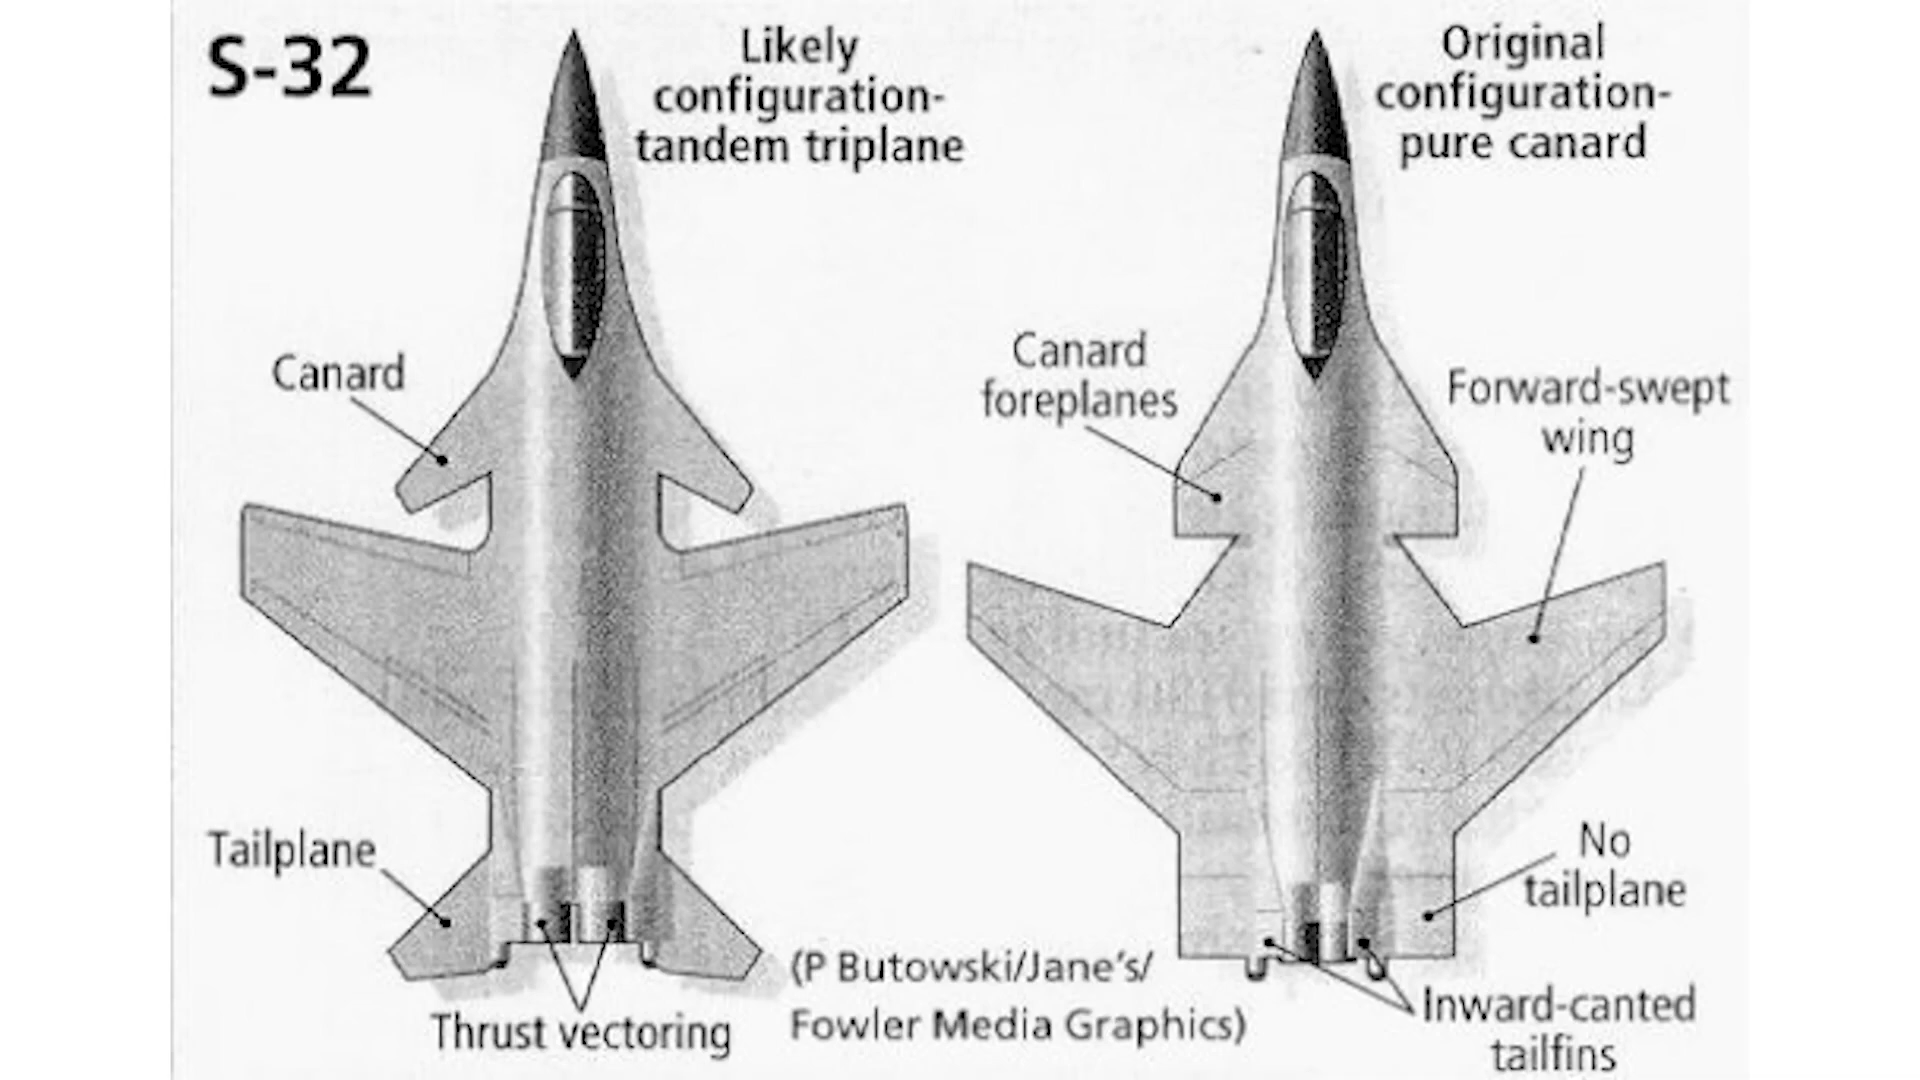 S-32
Likely
configuration-
tandem triplane
Original
configuration-
pure canard
Canard
Canard
foreplanes
Forward-swept
wing
Tailplane
No
tailplane
Thrust vectoring
(P Butowski/Jane's/
Fowler Media Graphics)
Inward-canted
tailfins